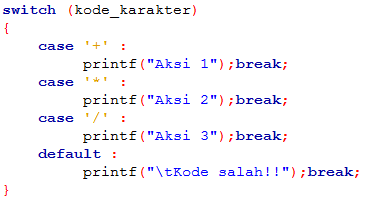 switch (kode_karakter)
{
    case '+' :
        printf("Aksi 1");break;
    case '*' :
        printf("Aksi 2");break;
    case '/' :
        printf("Aksi 3");break;
    default :
        printf("\tKode salah!!");break;
}